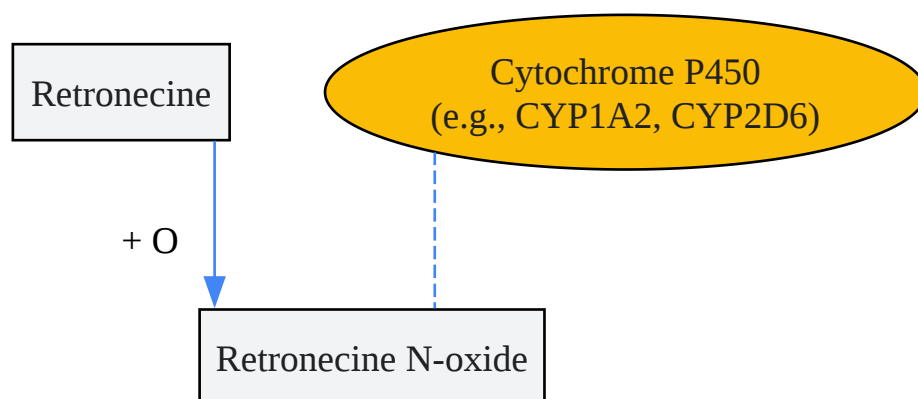 Retronecine
Cytochrome P450
(e.g., CYP1A2, CYP2D6)
+ O
Retronecine N-oxide